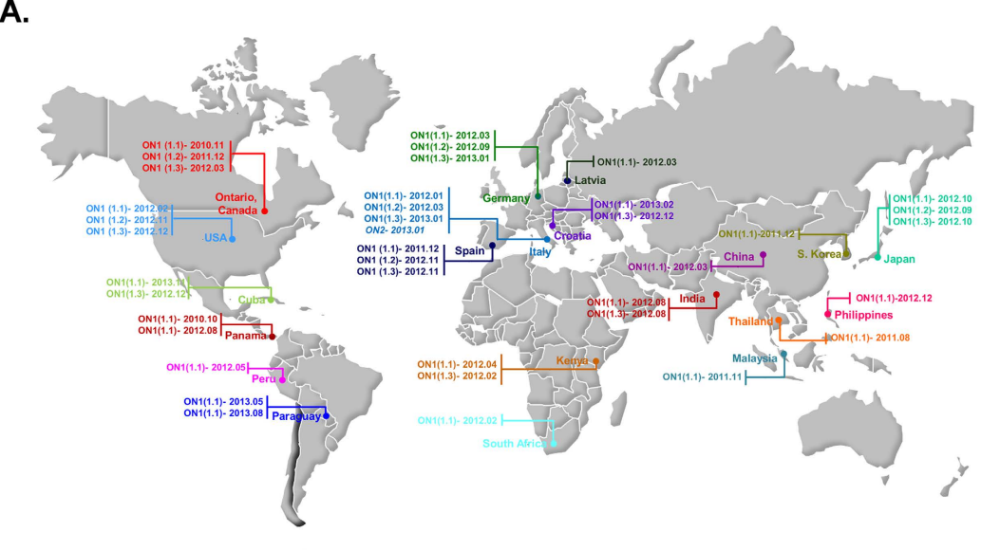 A.
ON1 (1.1)- 2010.11
ON1 (1.2)- 2011.12
ON1 (1.3)- 2012.03
Ontario,
Canada
ON1 (1.1)- 2012.02
ON1 (1.2)- 2012.11
ON1 (1.3)- 2012.12
USA
ON1(1.1)- 2013.11
ON1(1.3)- 2012.12
Cuba
ON1(1.1)- 2010.10
ON1(1.1)- 2012.08
Panama
ON1(1.1)- 2012.05
Peru
ON1(1.1)- 2013.05
ON1(1.1)- 2013.08
Paraguay
ON1(1.1)- 2012.03
ON1(1.2)- 2012.09
ON1(1.3)- 2013.01
Germany
ON1(1.1)- 2012.03
Latvia
ON1 (1.1)- 2012.01
ON1(1.2)- 2012.03
ON1(1.3)- 2013.01
ON2- 2013.01
Italy
ON1(1.1)- 2013.02
ON1(1.3)- 2012.12
Croatia
ON1 (1.1)- 2011.12
ON1 (1.2)- 2012.11
ON1 (1.3)- 2012.11
Spain
ON1(1.1)-2011.12
S. Korea
ON1(1.1)- 2012.10
ON1(1.2)- 2012.09
ON1(1.3)- 2012.10
Japan
ON1(1.1)- 2012.03
China
ON1(1.1)- 2012.08
ON1(1.3)- 2012.08
India
ON1(1.1)-2012.12
Philippines
Thailand
ON1(1.1)- 2011.08
Malaysia
ON1(1.1)- 2011.11
ON1(1.1)- 2012.04
ON1(1.3)- 2012.02
Kenya
ON1(1.1)- 2012.02
South Africa